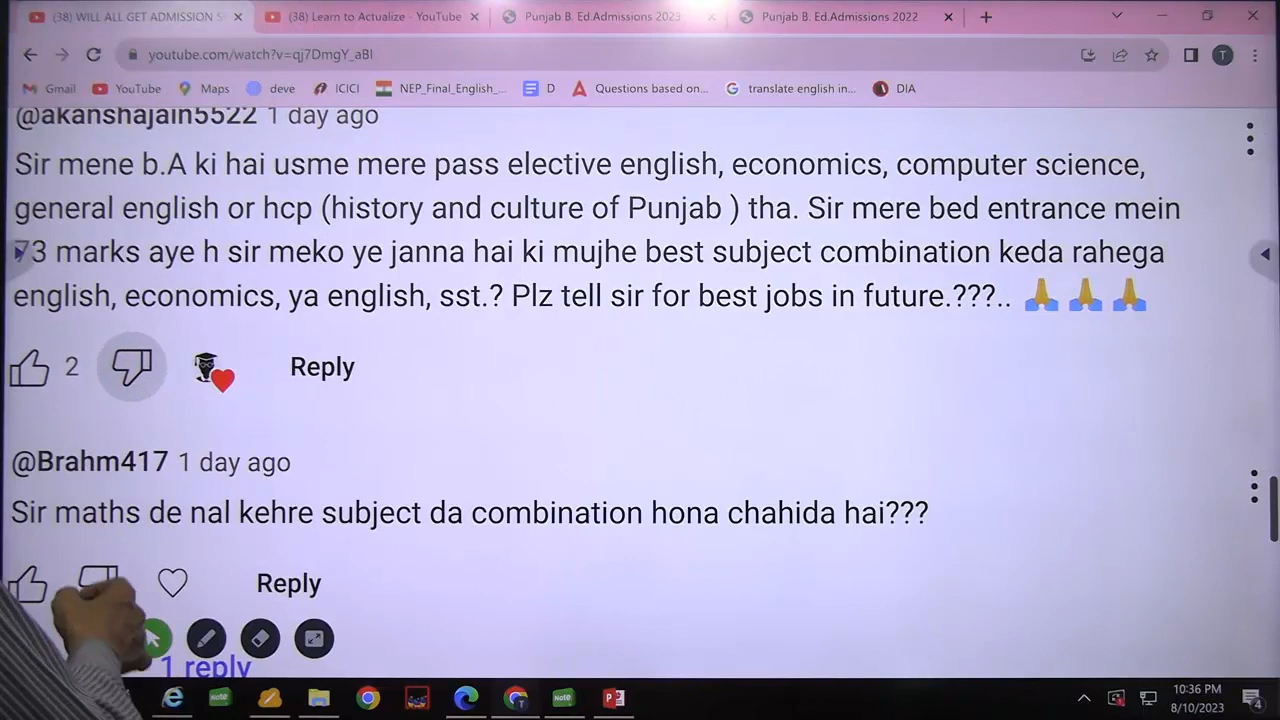 (38) WILL ALL GET ADMISSION
(38) Learn to Actualize - YouTube
Punjab B. Ed.Admissions 2023
Punjab B. Ed.Admissions 2022
youtube.com/watch?v=qj7DmgY_aBI
T
Gmail
YouTube
Maps
deve
ICICI
NEP_Final_English_...
D
Questions based on...
translate english in...
DIA
@akanshajain5522 1 day ago
Sir mene b.A ki hai usme mere pass elective english, economics, computer science,
general english or hcp (history and culture of Punjab ) tha. Sir mere bed entrance mein
73 marks aye h sir meko ye janna hai ki mujhe best subject combination keda rahega
english, economics, ya english, sst.? Plz tell sir for best jobs in future.???.. 🙏 🙏 🙏
2 Reply
@Brahm417 1 day ago
Sir maths de nal kehre subject da combination hona chahida hai???
Reply
1 reply
Note
Note
10:36 PM
8/10/2023
4